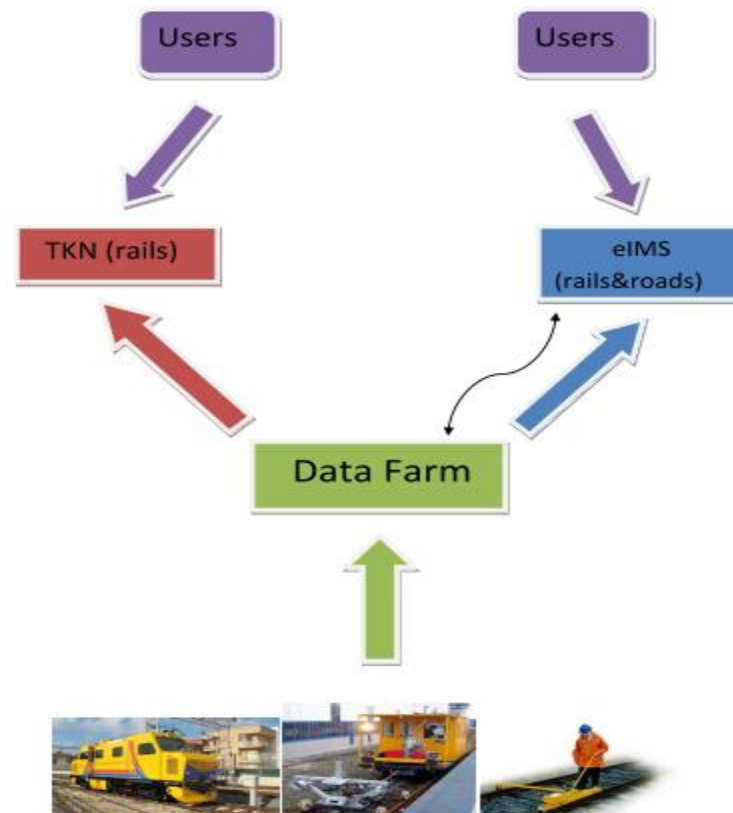 Users
Users
TKN (rails)
eIMS
(rails&roads)
Data Farm